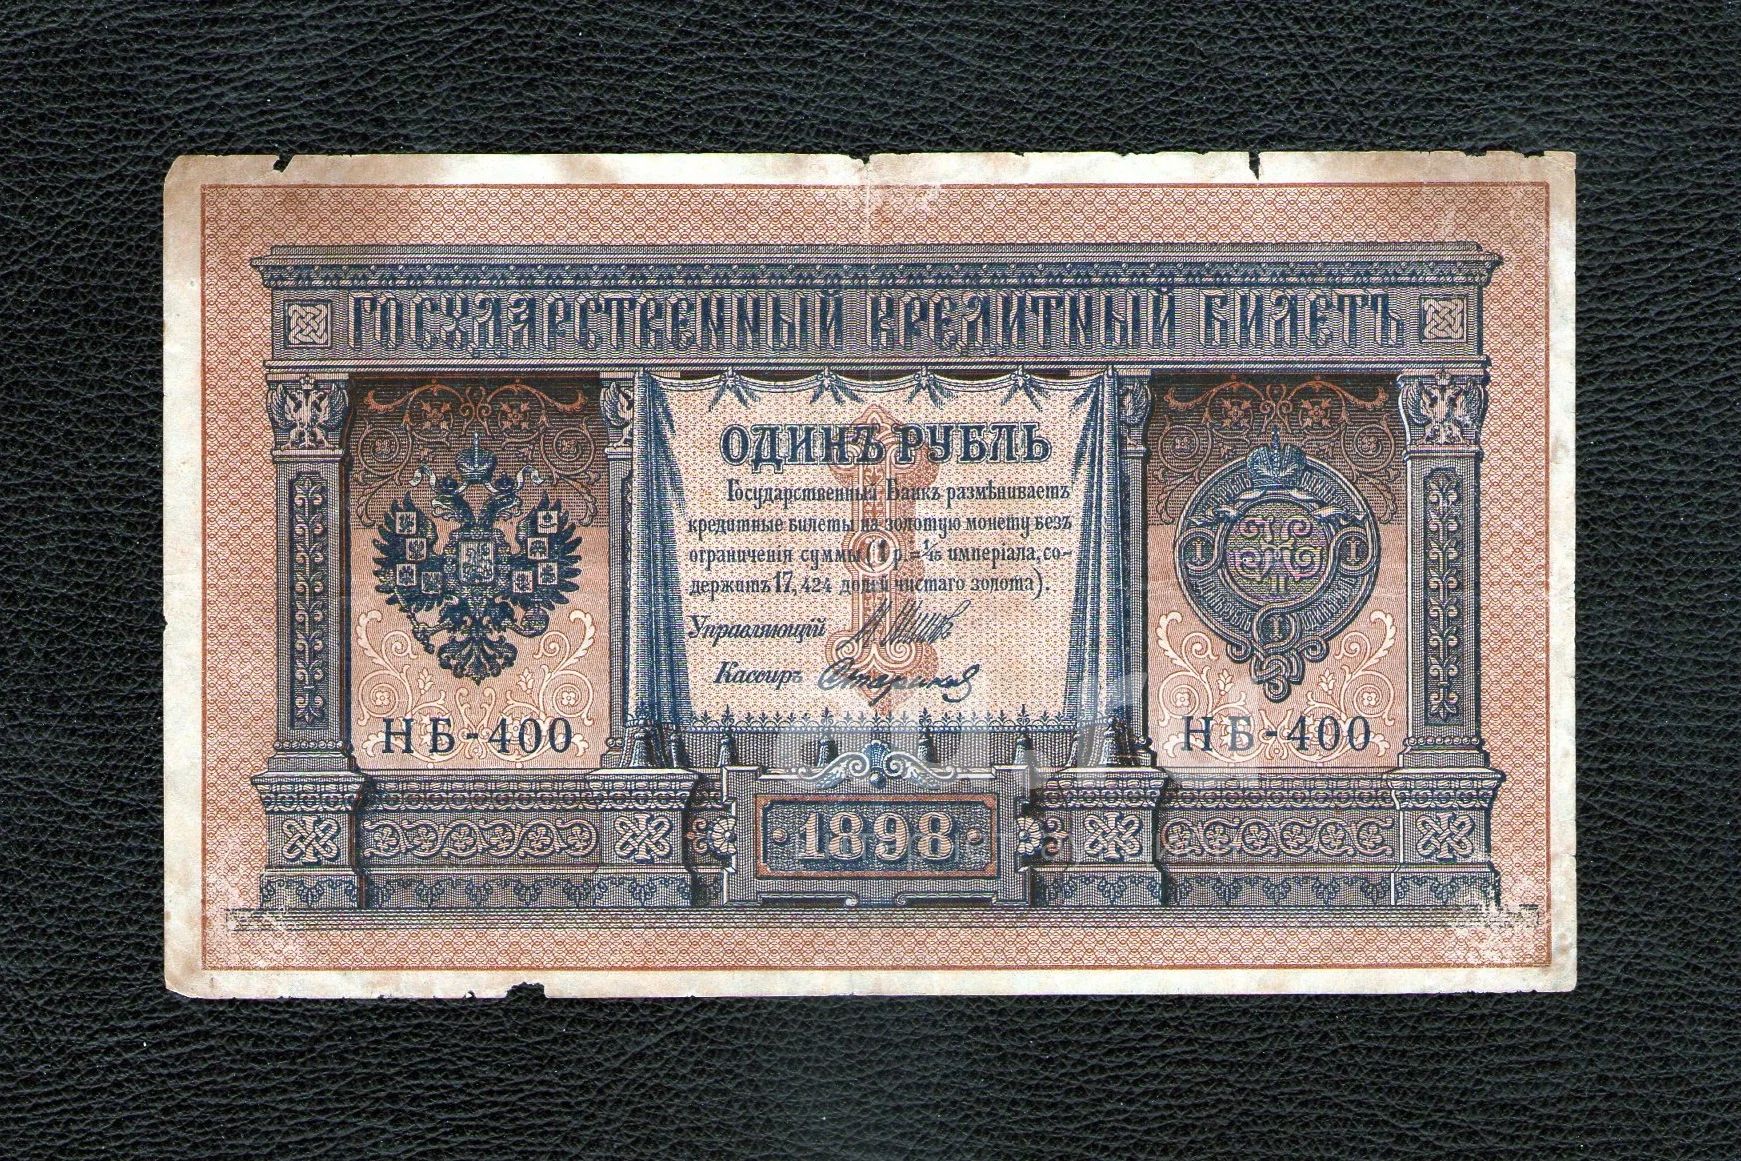 ГОСУДАРСТВЕННЫЙ КРЕДИТНЫЙ БИЛЕТЪ
ОДИНЪ РУБЛЬ
Государственный Банкъ размѣниваетъ
кредитные билеты на золотую монету безъ
ограниченія суммы (1 р.=1/15 имперіала, со-
держитъ 17,424 долей чистаго золота).
Управляющій
Кассиръ
НБ-400
НБ-400
1898